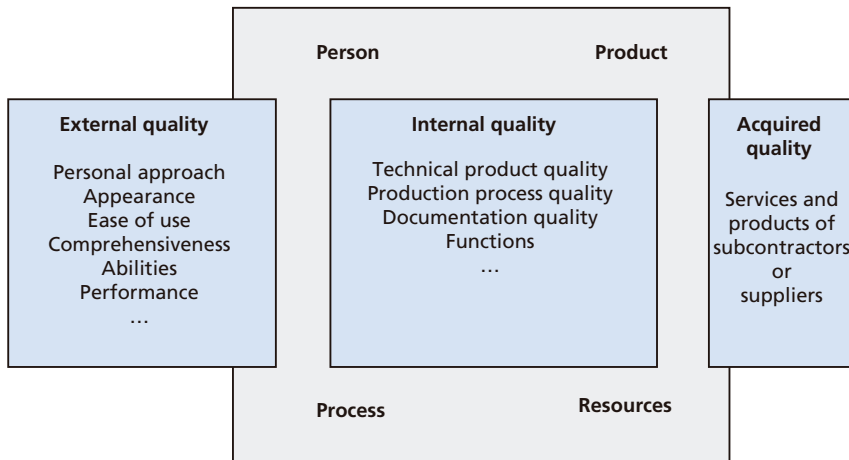 Person
Product
External quality
Personal approach
Appearance
Ease of use
Comprehensiveness
Abilities
Performance
…
Internal quality
Technical product quality
Production process quality
Documentation quality
Functions
…
Acquired
quality
Services and
products of
subcontractors
or
suppliers
Process
Resources